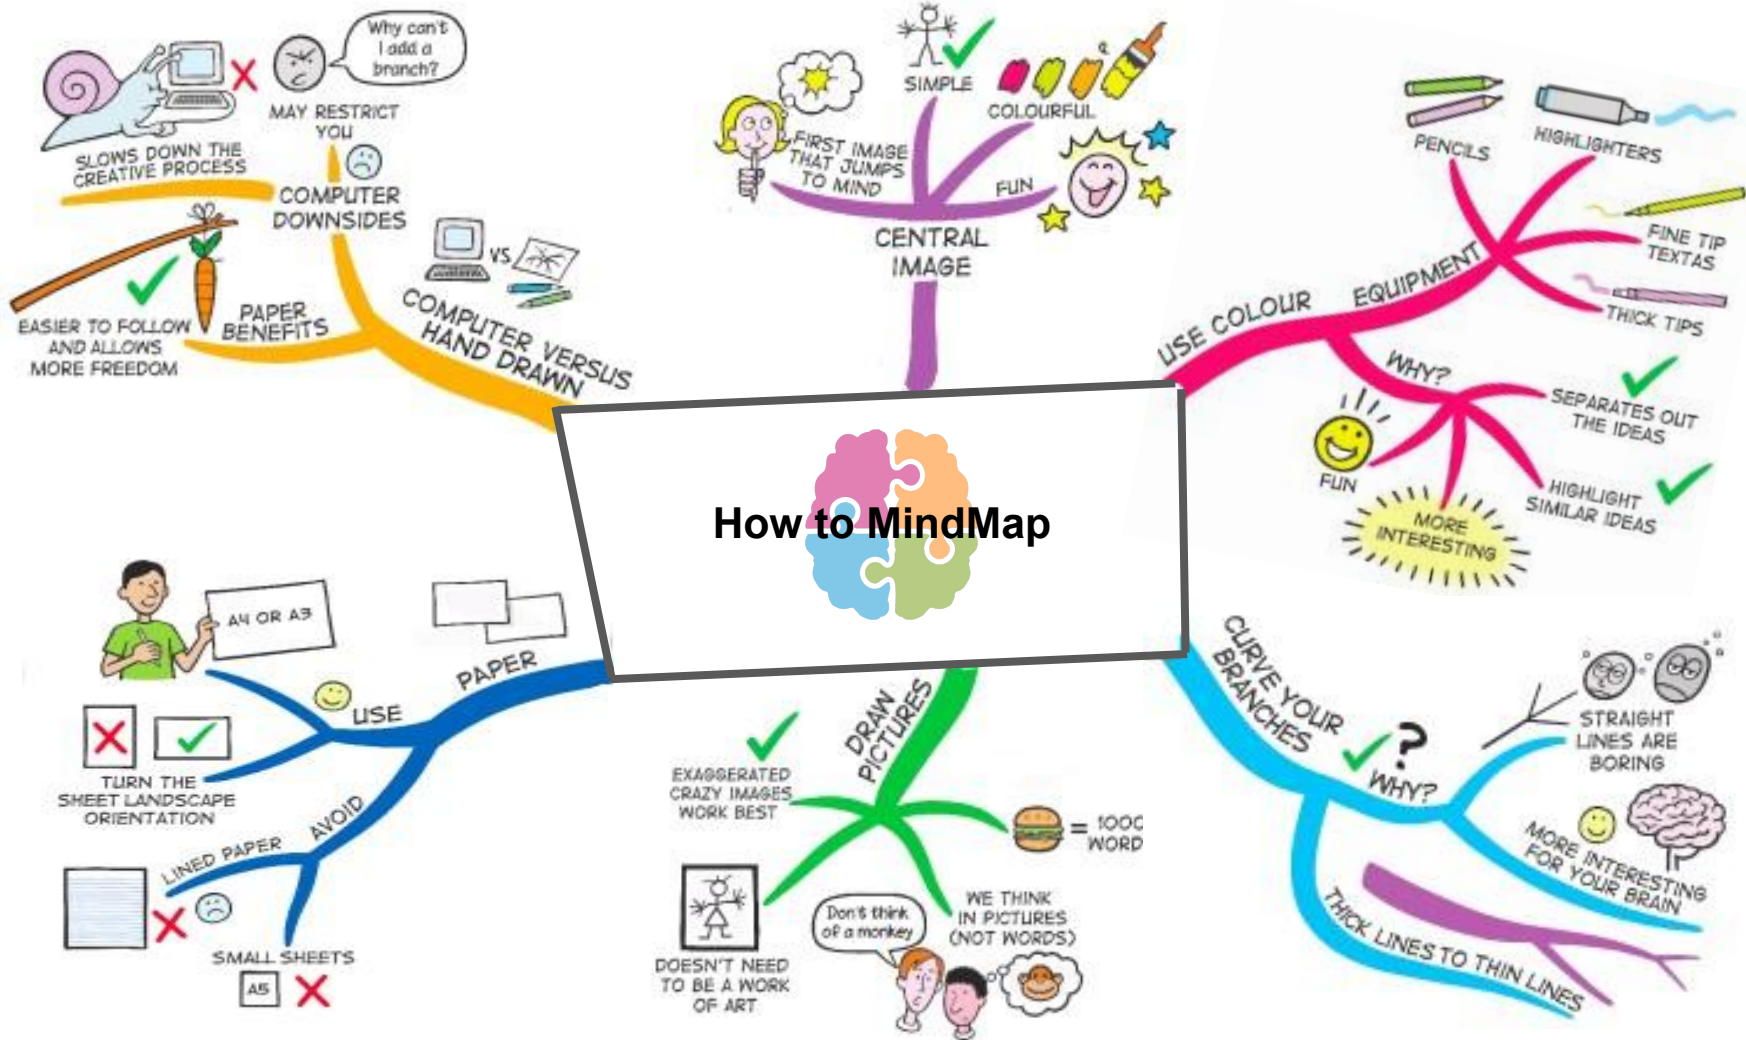 How to MindMap
CENTRAL
IMAGE
FIRST IMAGE
THAT JUMPS
TO MIND
SIMPLE
COLOURFUL
FUN
USE COLOUR
EQUIPMENT
PENCILS
HIGHLIGHTERS
FINE TIP
TEXTAS
THICK TIPS
WHY?
SEPARATES OUT
THE IDEAS
HIGHLIGHT
SIMILAR IDEAS
MORE
INTERESTING
FUN
CURVE YOUR
BRANCHES
?
WHY?
STRAIGHT
LINES ARE
BORING
MORE INTERESTING
FOR YOUR BRAIN
THICK LINES TO THIN LINES
DRAW
PICTURES
= 1000
WORD
WE THINK
IN PICTURES
(NOT WORDS)
Don't think
of a monkey
DOESN'T NEED
TO BE A WORK
OF ART
EXAGGERATED
CRAZY IMAGES
WORK BEST
PAPER
USE
A4 OR A3
TURN THE
SHEET LANDSCAPE
ORIENTATION
AVOID
LINED PAPER
SMALL SHEETS
A5
COMPUTER VERSUS
HAND DRAWN
VS
PAPER
BENEFITS
EASIER TO FOLLOW
AND ALLOWS
MORE FREEDOM
COMPUTER
DOWNSIDES
SLOWS DOWN THE
CREATIVE PROCESS
MAY RESTRICT
YOU
Why can't
I add a
branch?